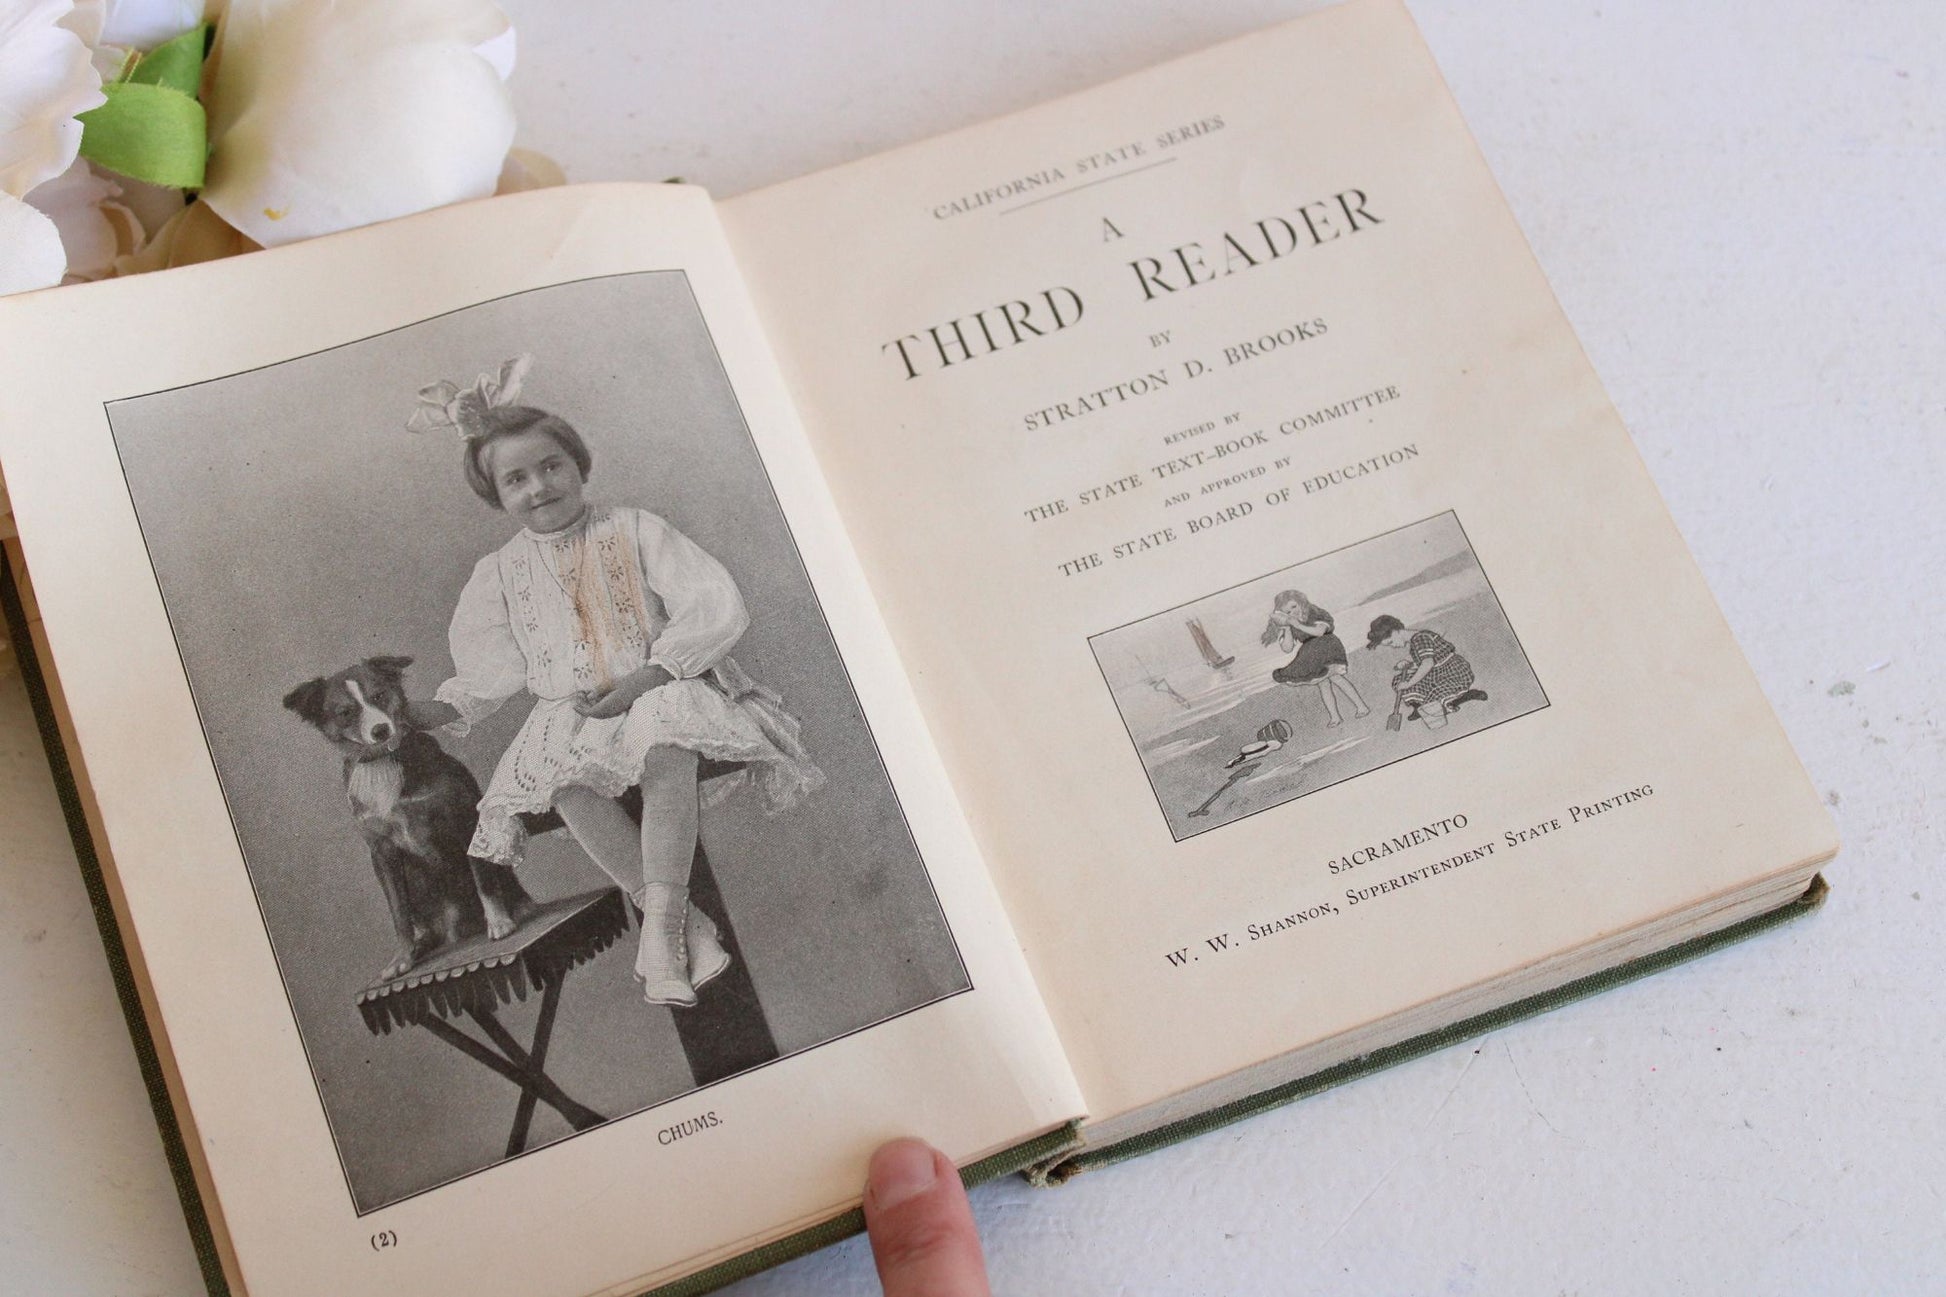 CHUMS.
(2)
CALIFORNIA STATE SERIES
A
THIRD READER
BY
STRATTON D. BROOKS
REVISED BY
THE STATE TEXT-BOOK COMMITTEE
AND APPROVED BY
THE STATE BOARD OF EDUCATION
SACRAMENTO
W. W. SHANNON, SUPERINTENDENT STATE PRINTING